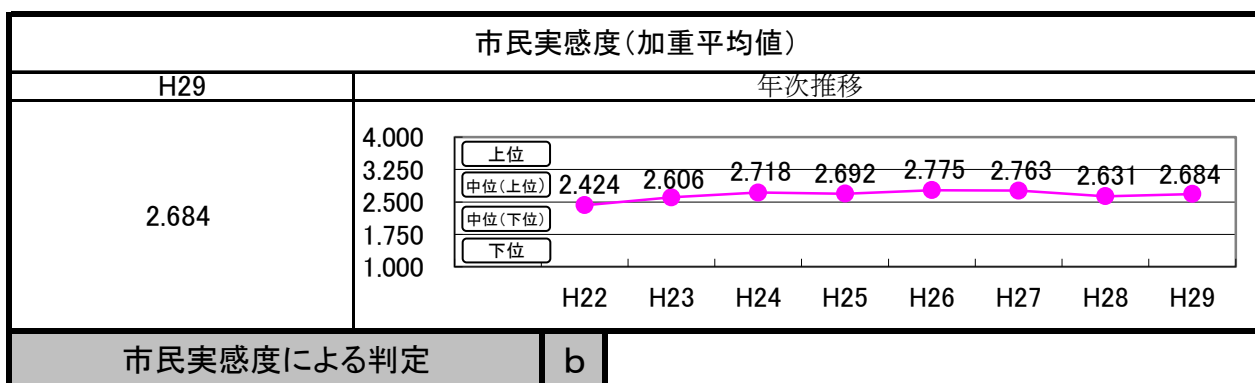 市民実感度(加重平均値)
H29 年次推移
2.684
4.000
3.250
2.500
1.750
1.000
上位
中位(上位)
中位(下位)
下位
2.424 2.606 2.718 2.692 2.775 2.763 2.631 2.684
H22 H23 H24 H25 H26 H27 H28 H29
市民実感度による判定 b